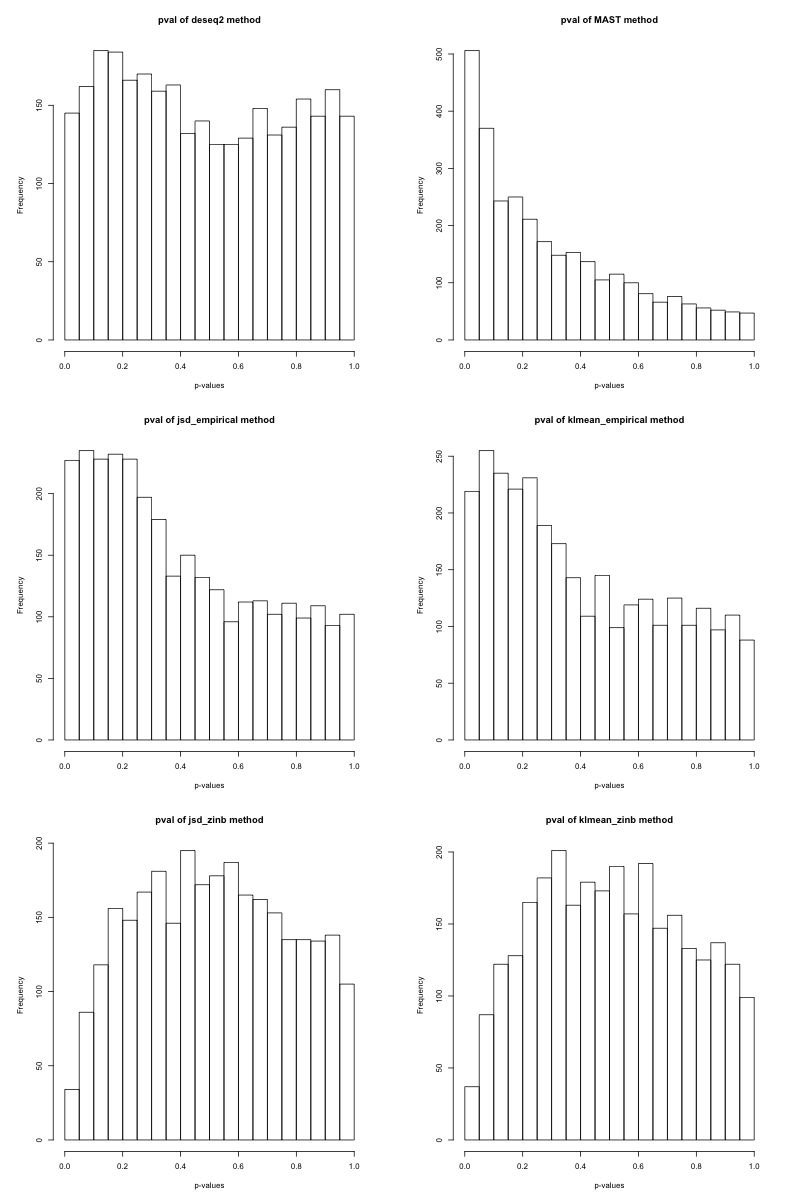 pval of deseq2 method
Frequency
0 50 100 150
0.0 0.2 0.4 0.6 0.8 1.0
p-values
pval of MAST method
Frequency
0 100 200 300 400 500
0.0 0.2 0.4 0.6 0.8 1.0
p-values
pval of jsd_empirical method
Frequency
0 50 100 150 200
0.0 0.2 0.4 0.6 0.8 1.0
p-values
pval of klmean_empirical method
Frequency
0 50 100 150 200 250
0.0 0.2 0.4 0.6 0.8 1.0
p-values
pval of jsd_zinb method
Frequency
0 50 100 150 200
0.0 0.2 0.4 0.6 0.8 1.0
p-values
pval of klmean_zinb method
Frequency
0 50 100 150 200
0.0 0.2 0.4 0.6 0.8 1.0
p-values